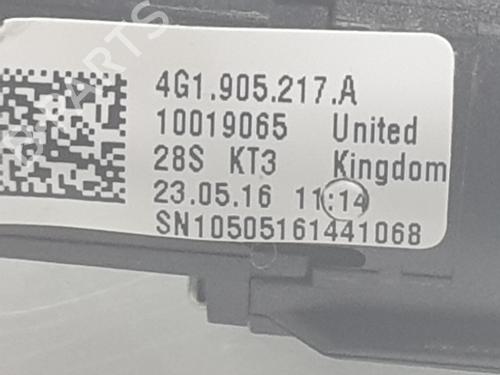 4G1.905.217.A
10019065 United
28S KT3 Kingdom
23.05.16 11:14
SN10505161441068